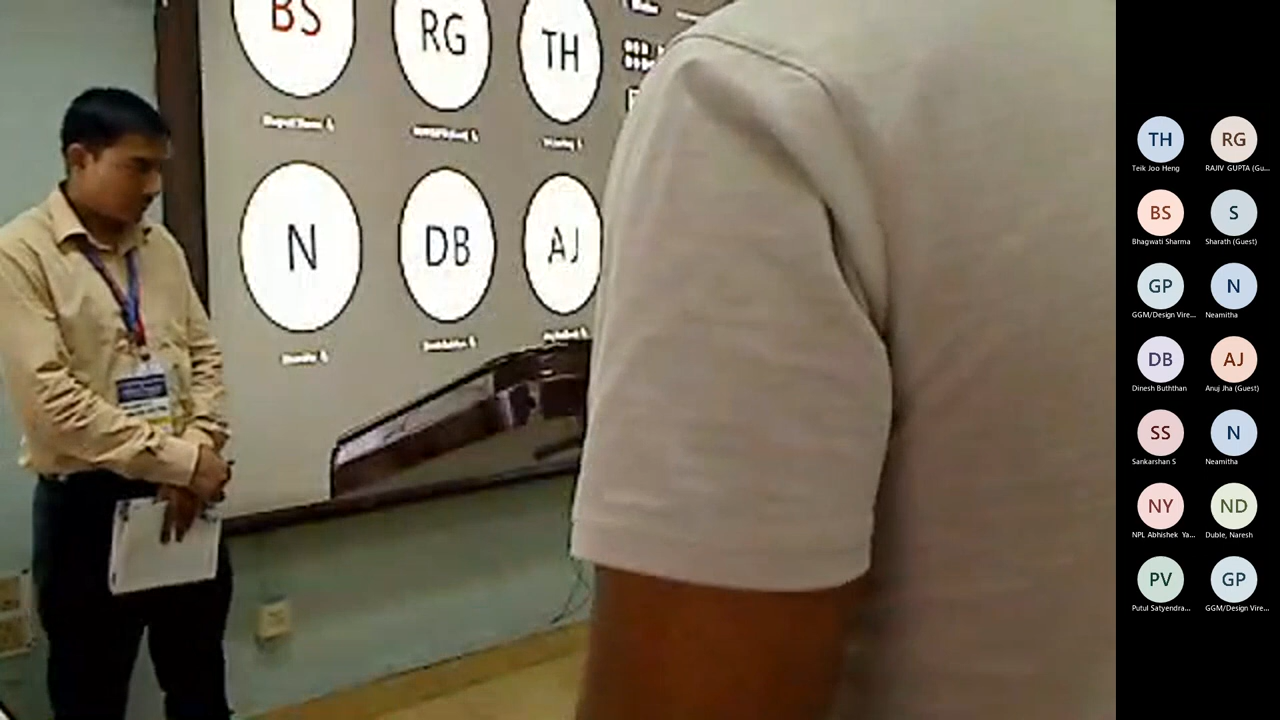 BS
RG
TH
N
DB
AJ
TH
RG
Teik Joo Heng
RAJIV GUPTA (Gu...
BS
S
Bhagwati Sharma
Sharath (Guest)
GP
N
GGM/Design Vire...
Neamitha
DB
AJ
Dinesh Buththan
Anuj Jha (Guest)
SS
N
Sankarshan S
Neamitha
NY
ND
NPL Abhishek Ya...
Duble, Naresh
PV
GP
Putul Satyendra...
GGM/Design Vire...